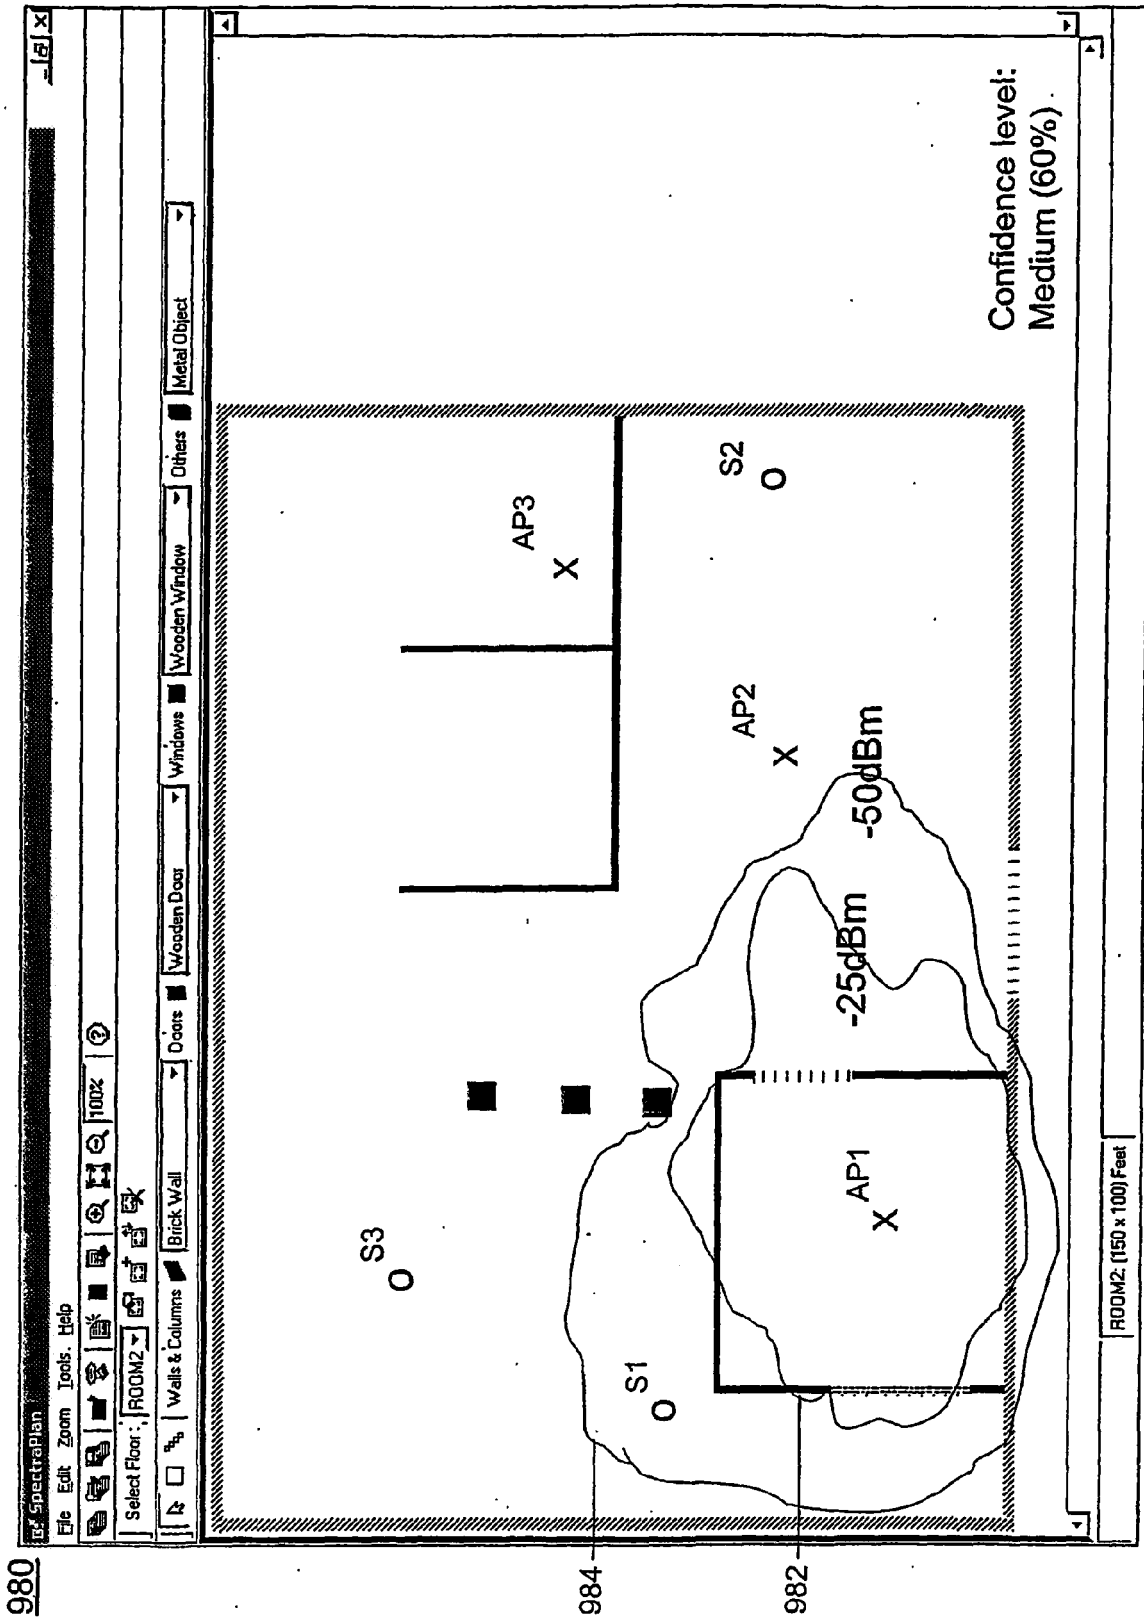 980
SpectraPlan
File Edit Zoom Tools. Help
100%
Select Floor: ROOM2
Walls & Columns Brick Wall Doors Wooden Door Windows Wooden Window Others Metal Object
S3
AP3
S1
S2
AP2
AP1
-25dBm
-50dBm
984
982
Confidence level:
Medium (60%)
ROOM2: (150 x 100) Feet